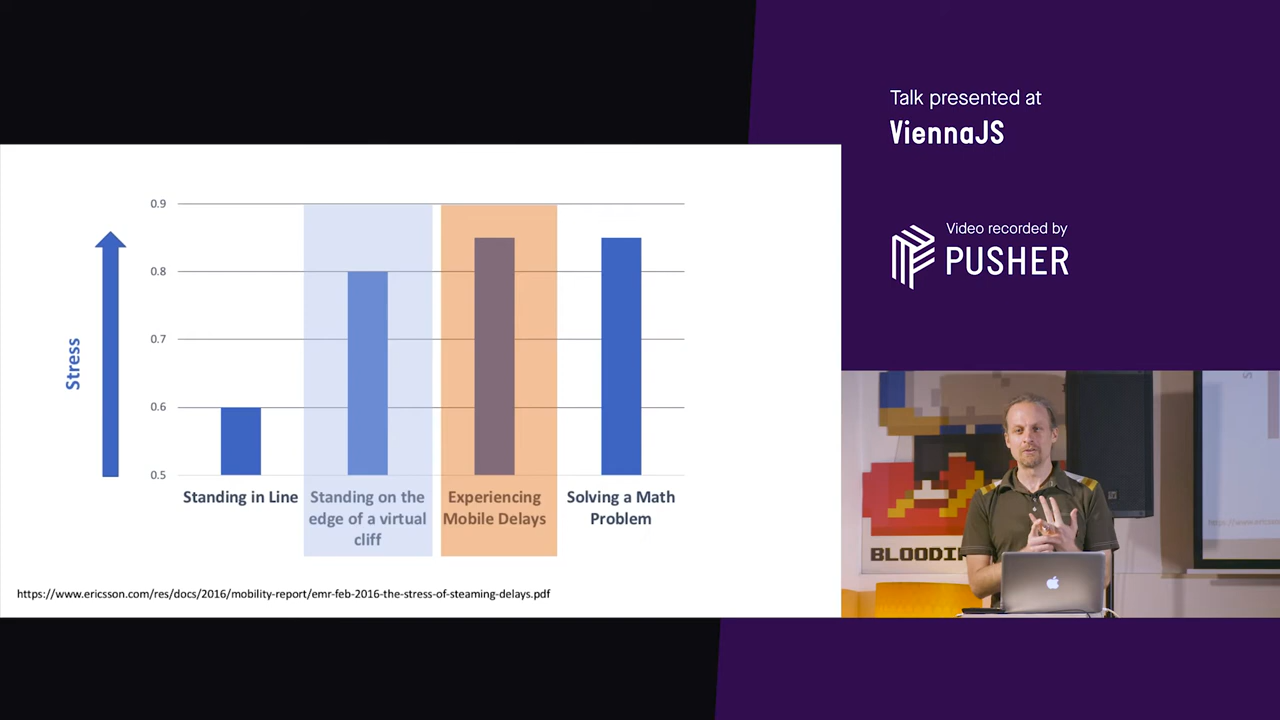 Talk presented at
ViennaJS
Video recorded by
PUSHER
0.9
0.8
0.7
0.6
0.5
Stress
Standing in Line
Standing on the
edge of a virtual
cliff
Experiencing
Mobile Delays
Solving a Math
Problem
https://www.ericsson.com/res/docs/2016/mobility-report/emr-feb-2016-the-stress-of-steaming-delays.pdf